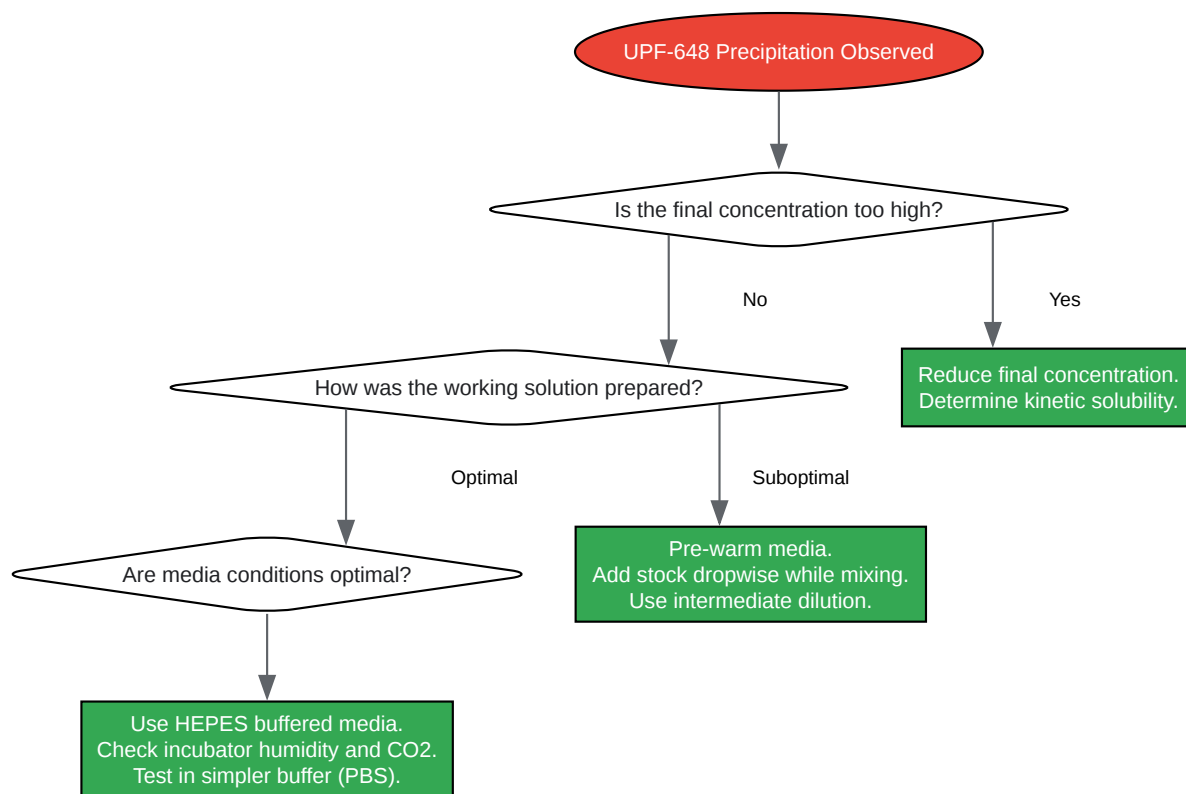 UPF-648 Precipitation Observed
Is the final concentration too high?
No
Yes
How was the working solution prepared?
Reduce final concentration.
Determine kinetic solubility.
Optimal
Suboptimal
Are media conditions optimal?
Pre-warm media.
Add stock dropwise while mixing.
Use intermediate dilution.
Use HEPES buffered media.
Check incubator humidity and CO2.
Test in simpler buffer (PBS).